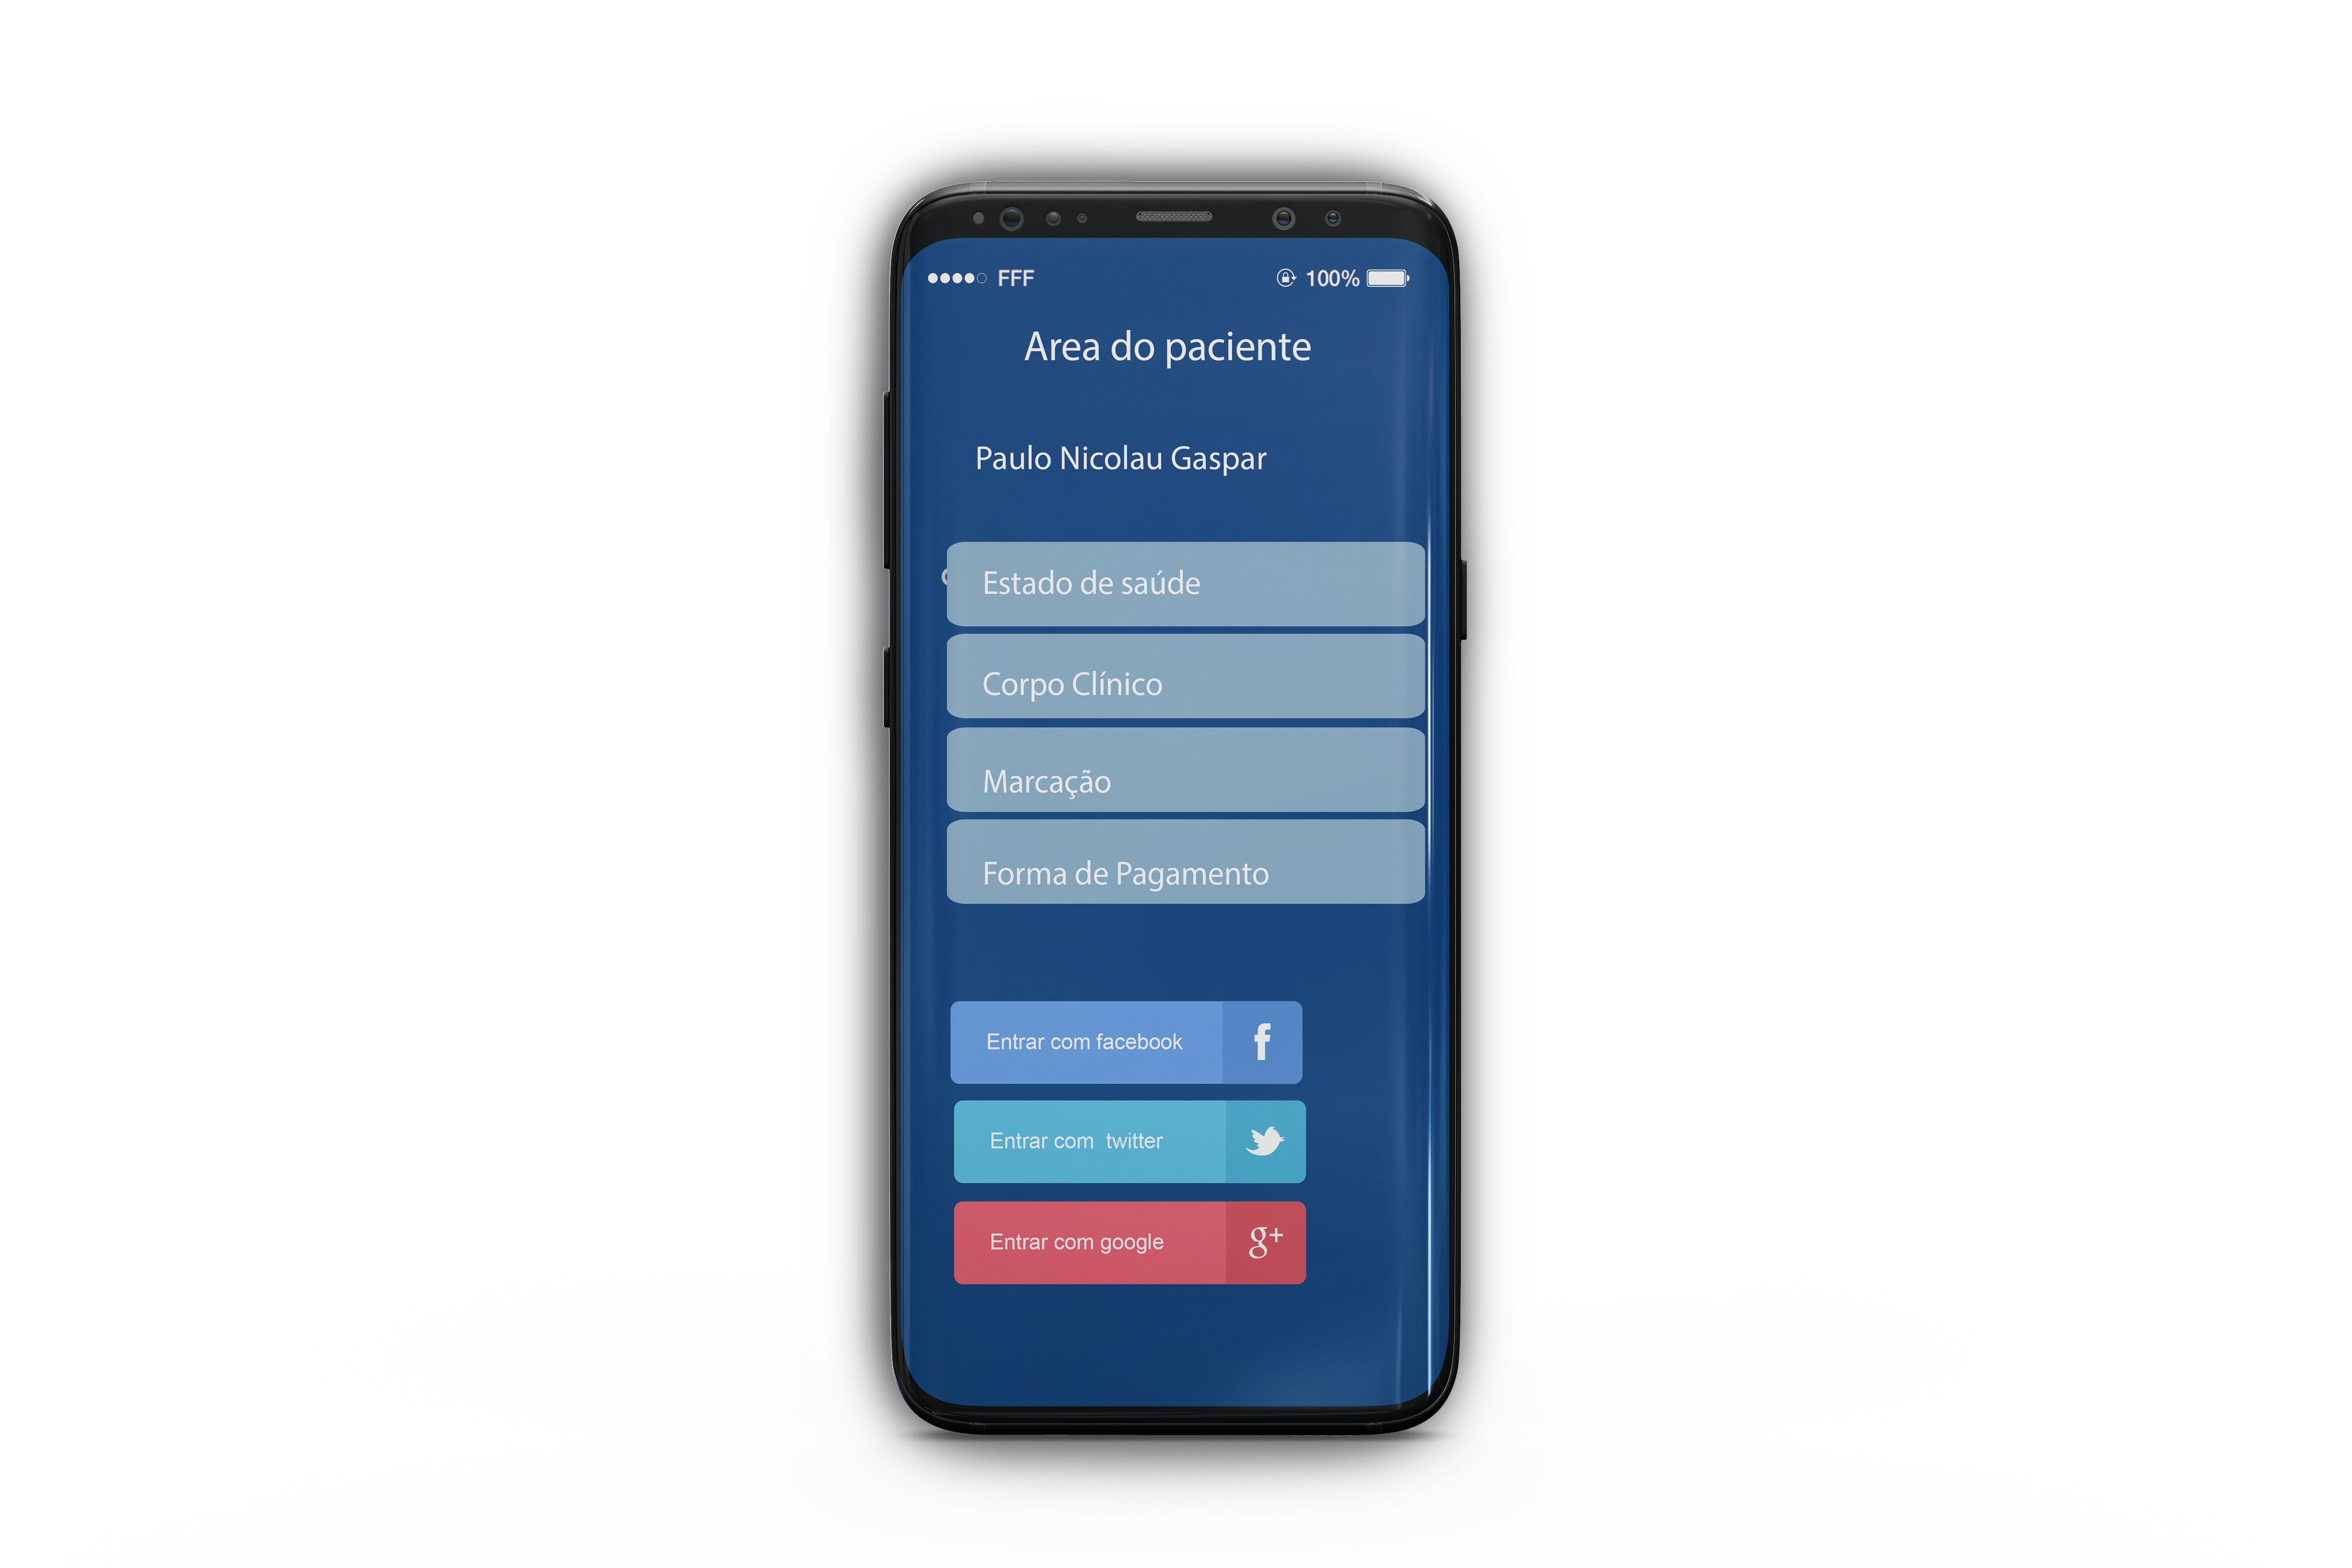 FFF 100%
Area do paciente
Paulo Nicolau Gaspar
Estado de saúde
Corpo Clínico
Marcação
Forma de Pagamento
Entrar com facebook f
Entrar com twitter
Entrar com google g+